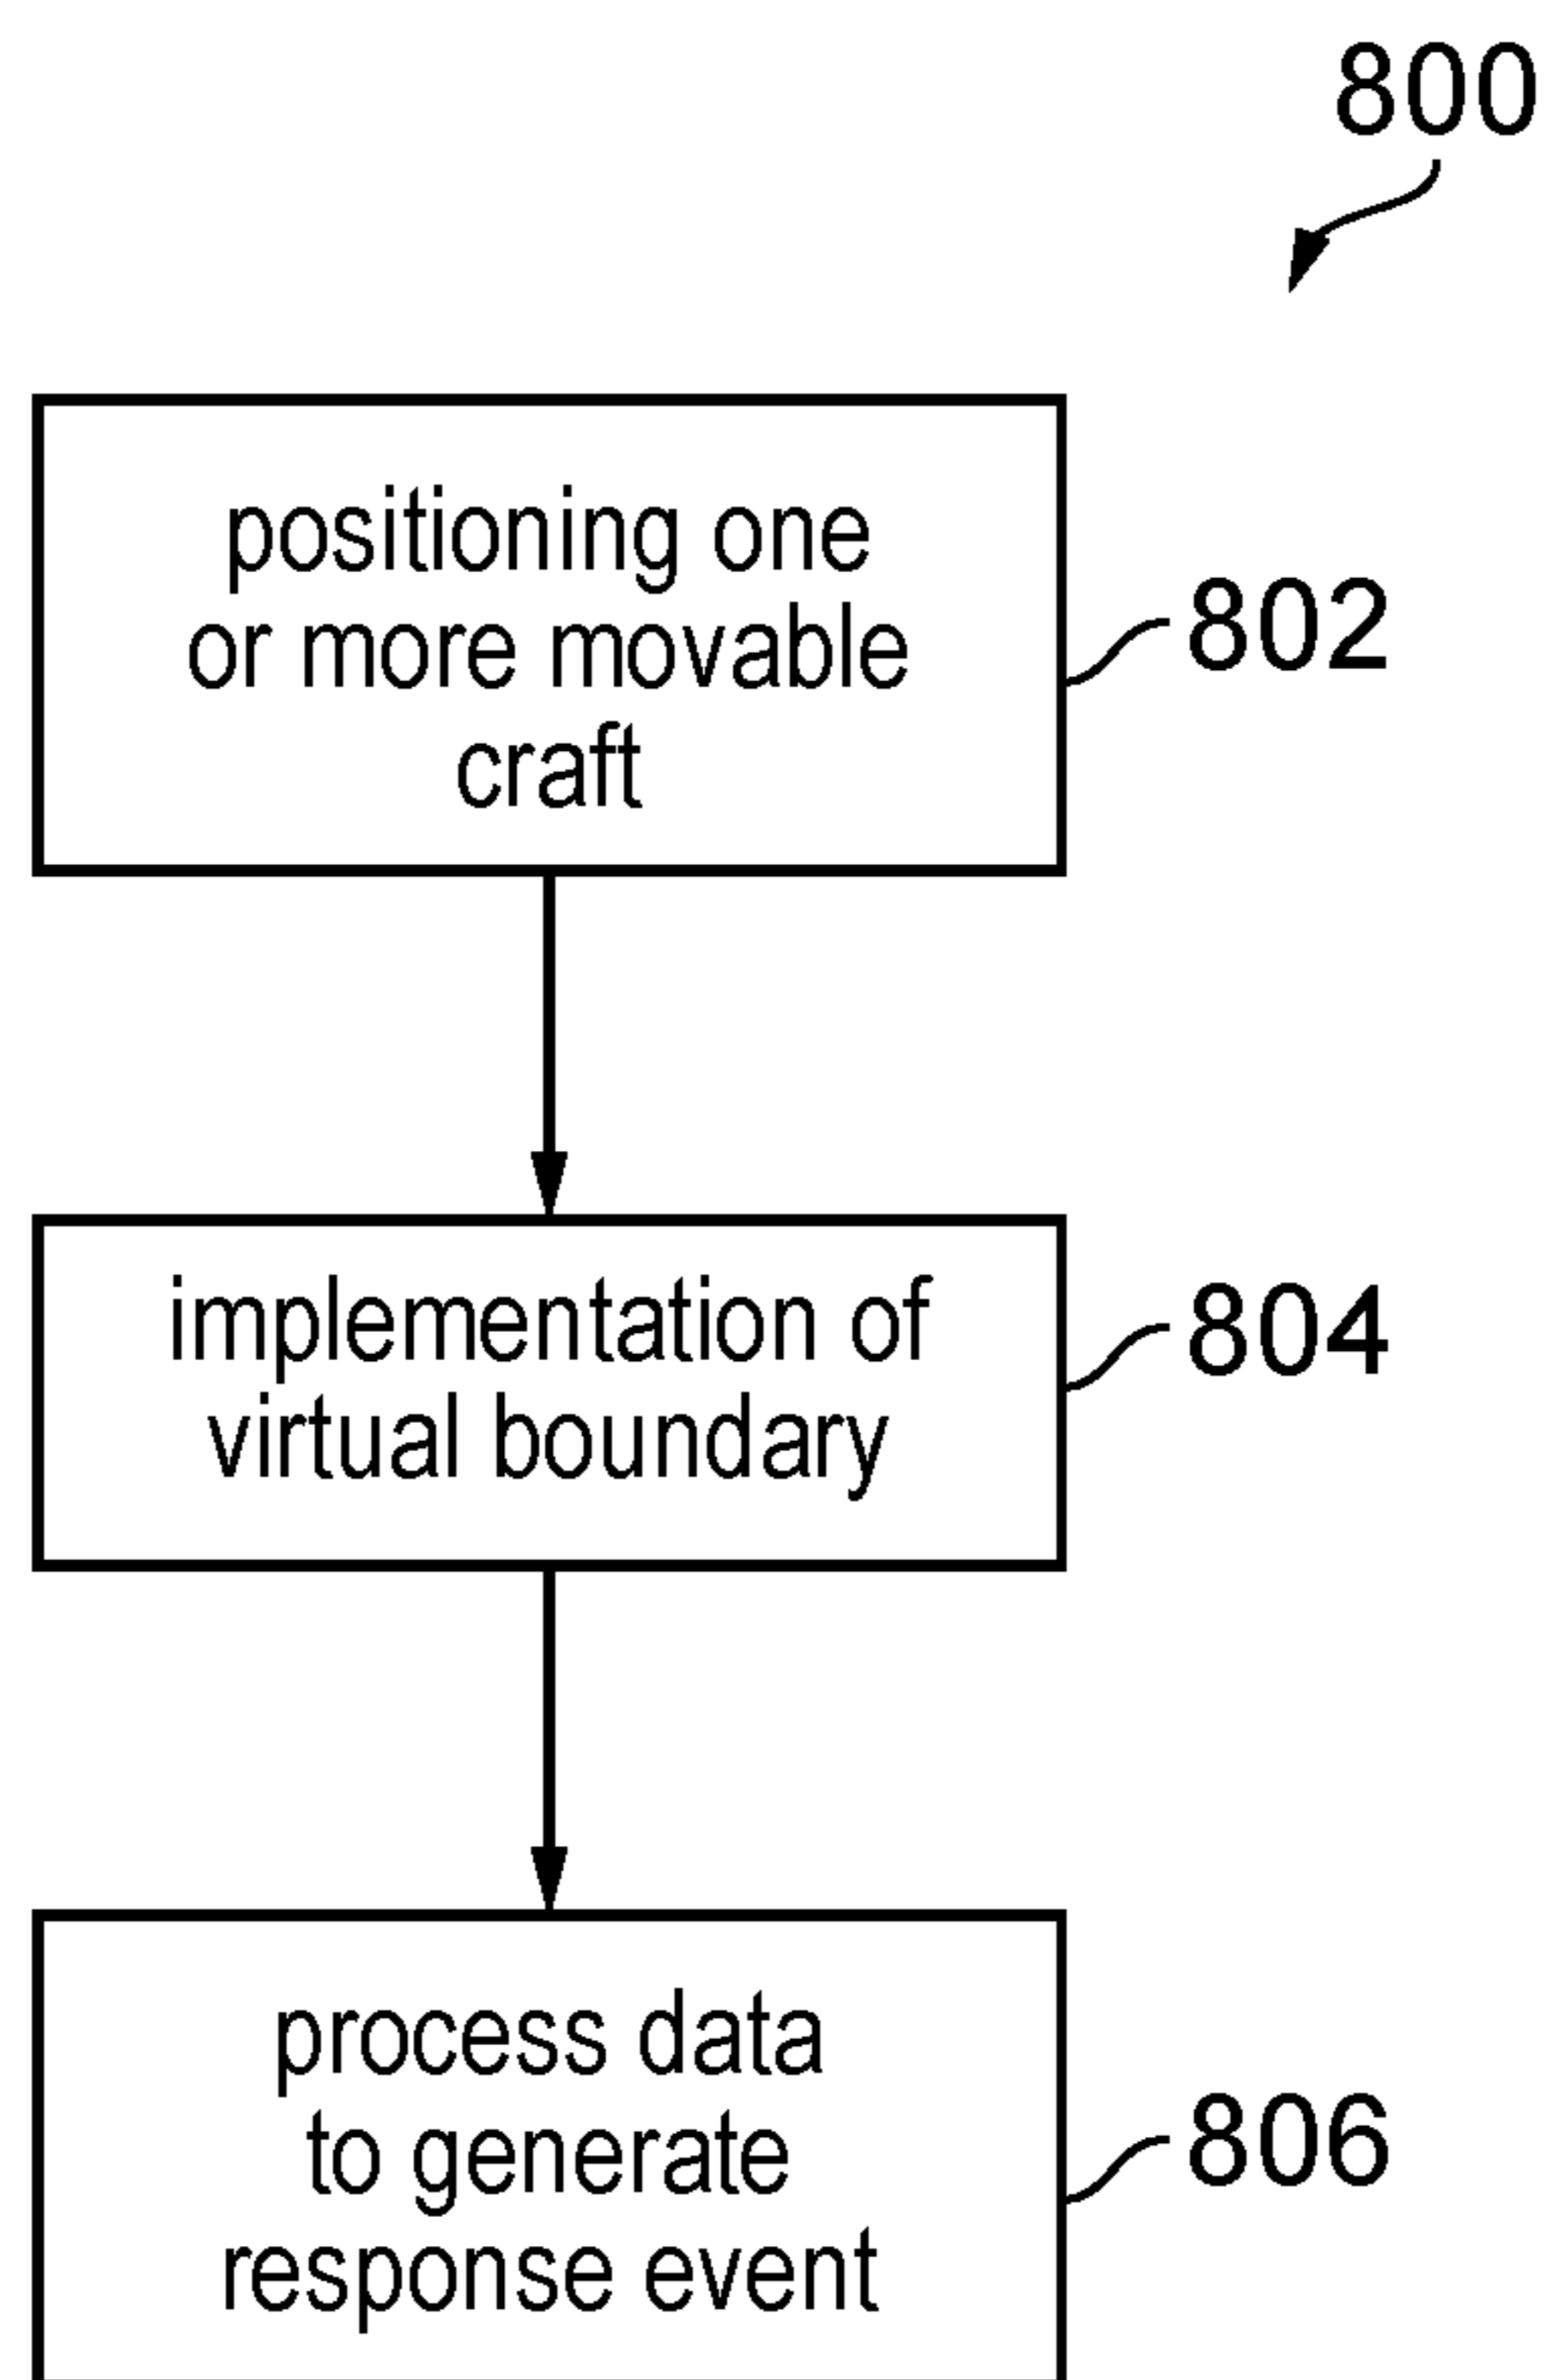 800
positioning one
or more movable
craft
802
implementation of
virtual boundary
804
process data
to generate
response event
806